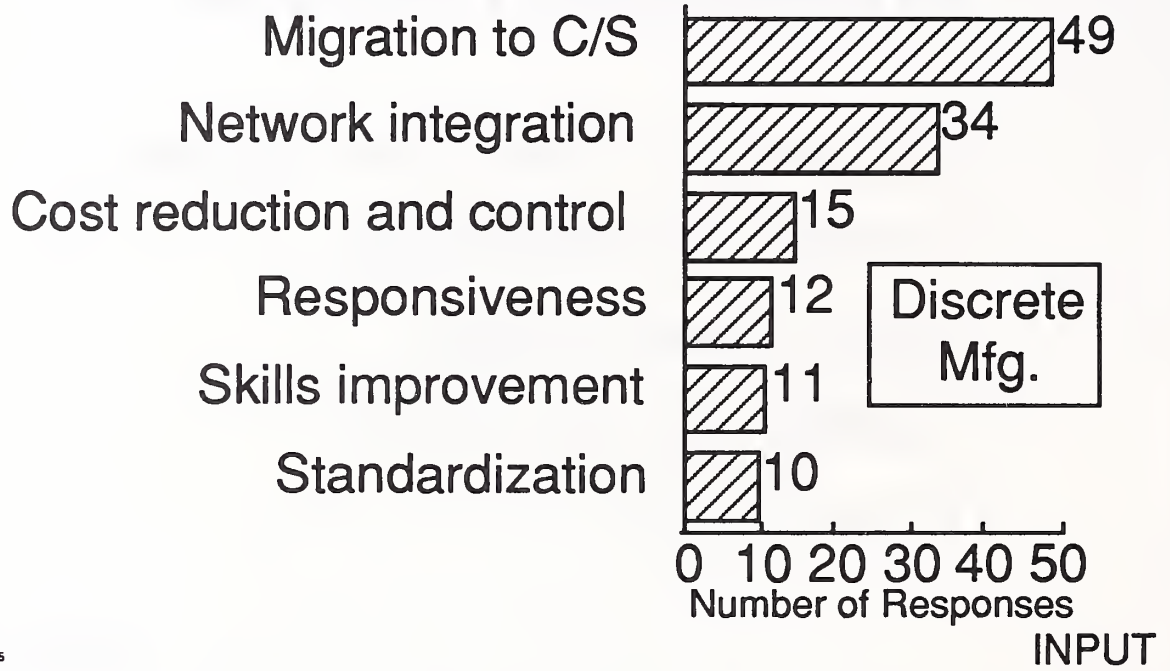 Migration to C/S 49
Network integration 34
Cost reduction and control 15
Responsiveness 12
Skills improvement 11
Standardization 10
Discrete
Mfg.
0 10 20 30 40 50
Number of Responses
INPUT